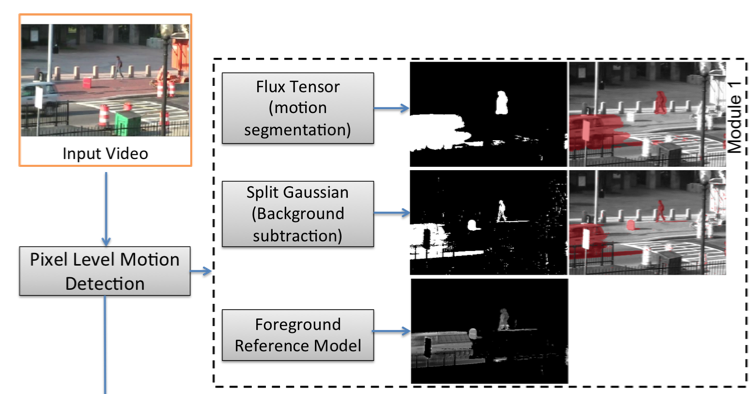 Input Video
Pixel Level Motion
Detection
Flux Tensor
(motion
segmentation)
Split Gaussian
(Background
subtraction)
Foreground
Reference Model
Module 1